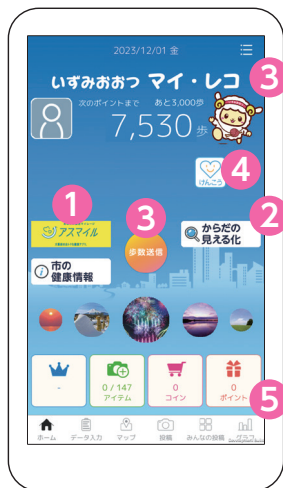 2023/12/01 金
いずみおおつ マイ・レコ
3
次のポイントまで あと3,000歩
7,530 歩
4
けんこう
1
アスマイル
3
歩数送信
2
からだの
見える化
市の
健康情報
-
0 / 147
アイテム
0
コイン
0
ポイント
5
ホーム
データ入力
マップ
投稿
みんなの投稿
グラフ